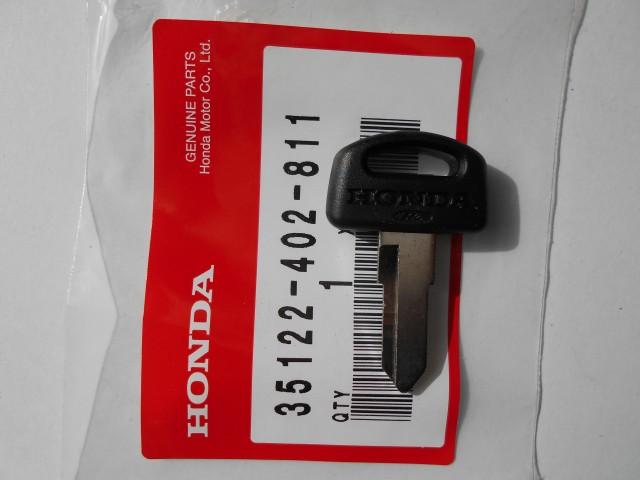 GENUINE PARTS
Honda Motor Co., Ltd.
HONDA
35122-402-811
QTY 1
HONDA